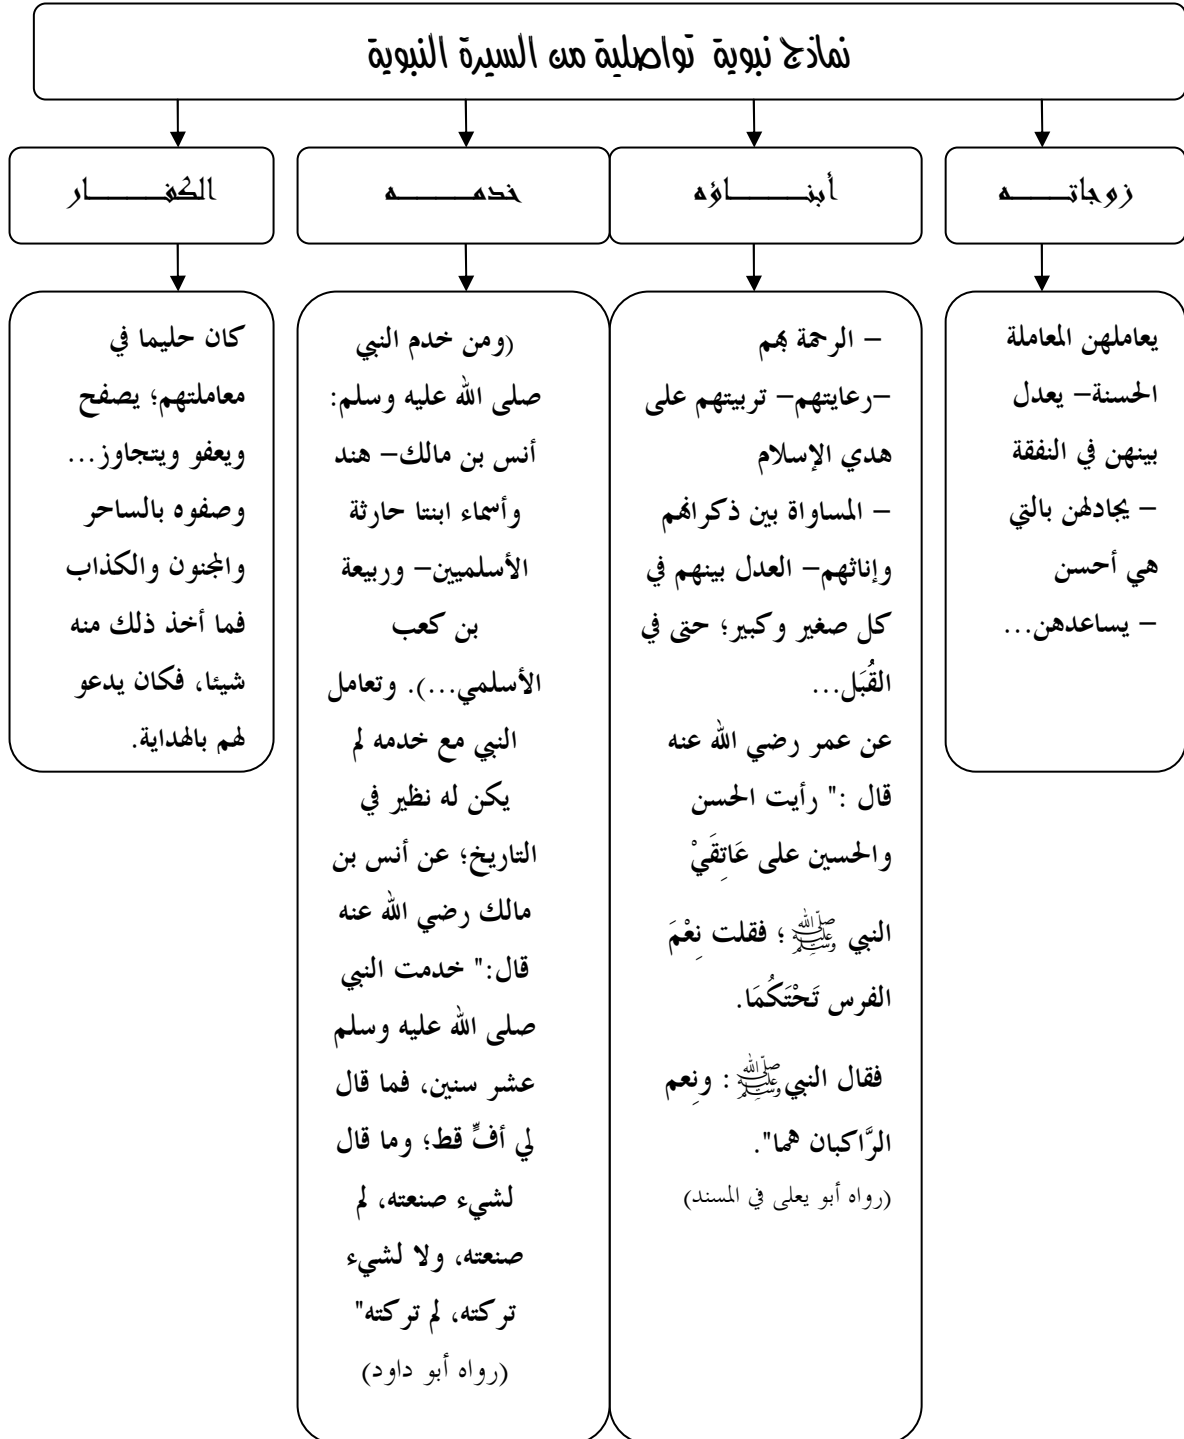 نماذج نبوية تواصلية من السيرة النبوية
زوجاتـــــــه
يعاملهن المعاملة
الحسنة– يعدل
بينهن في النفقة
– يجادلهن بالتي
هي أحسن
– يساعدهن...
أبنـــــــاؤه
– الرحمة بهم
–رعايتهم– تربيتهم على
هدي الإسلام
– المساواة بين ذكرانهم
وإناثهم– العدل بينهم في
كل صغير وكبير؛ حتى في
القُبَل...
عن عمر رضي الله عنه
قال :" رأيت الحسن
والحسين على عَاتِقَيْ
النبي ﷺ ؛ فقلت نِعْمَ
الفرس تَحْتَكُمَا.
فقال النبيﷺ : ونِعم
الرَّاكبان هما".
(رواه أبو يعلى في المسند)
خدمـــــــه
(ومن خدم النبي
صلى الله عليه وسلم:
أنس بن مالك– هند
وأسماء ابنتا حارثة
الأسلميين– وربيعة
بن كعب
الأسلمي...). وتعامل
النبي مع خدمه لم
يكن له نظير في
التاريخ؛ عن أنس بن
مالك رضي الله عنه
قال:" خدمت النبي
صلى الله عليه وسلم
عشر سنين، فما قال
لي أفٍّ قط؛ وما قال
لشيء صنعته، لم
صنعته، ولا لشيء
تركته، لم تركته"
(رواه أبو داود)
الكفـــــــار
كان حليما في
معاملتهم؛ يصفح
ويعفو ويتجاوز...
وصفوه بالساحر
والمجنون والكذاب
فما أخذ ذلك منه
شيئا، فكان يدعو
لهم بالهداية.